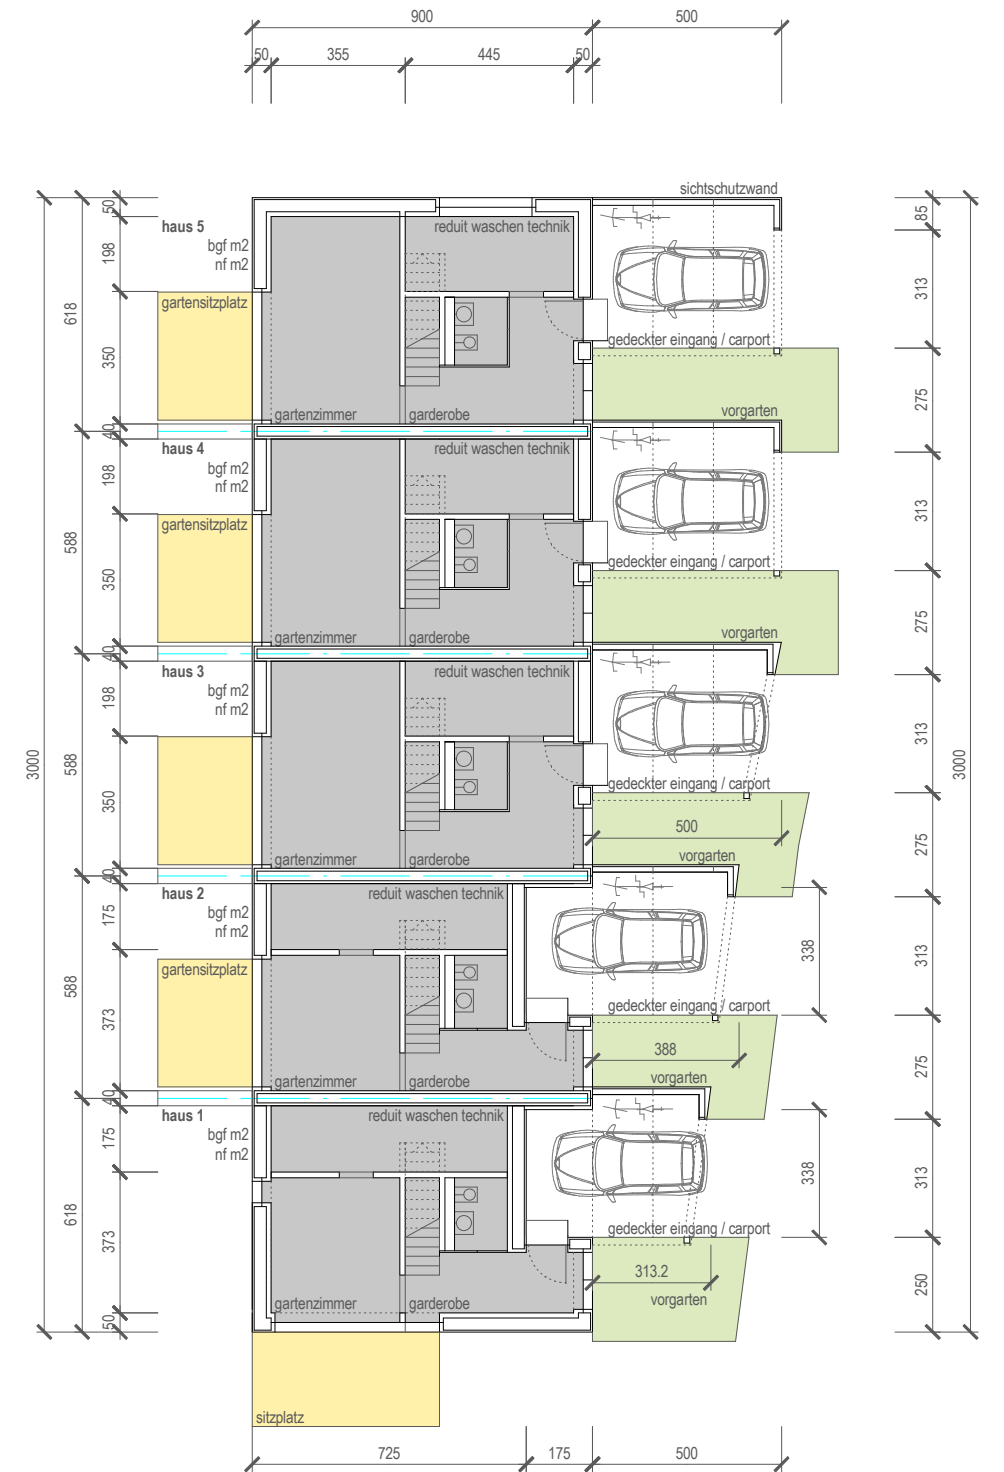 900
500
50
355
445
50
sichtschutzwand
50
85
haus 5
reduit waschen technik
bgf m2
nf m2
198
313
gartensitzplatz
618
gedeckter eingang / carport
350
275
gartenzimmer
garderobe
vorgarten
40
haus 4
reduit waschen technik
bgf m2
nf m2
198
313
gartensitzplatz
588
gedeckter eingang / carport
350
275
gartenzimmer
garderobe
vorgarten
40
haus 3
reduit waschen technik
bgf m2
nf m2
198
313
3000
588
3000
gedeckter eingang / carport
350
500
275
gartenzimmer
garderobe
vorgarten
40
haus 2
reduit waschen technik
bgf m2
nf m2
175
338
313
gartensitzplatz
588
gedeckter eingang / carport
373
388
275
gartenzimmer
garderobe
vorgarten
40
haus 1
reduit waschen technik
bgf m2
nf m2
175
338
313
618
gedeckter eingang / carport
373
313.2
250
gartenzimmer
garderobe
vorgarten
50
sitzplatz
725
175
500